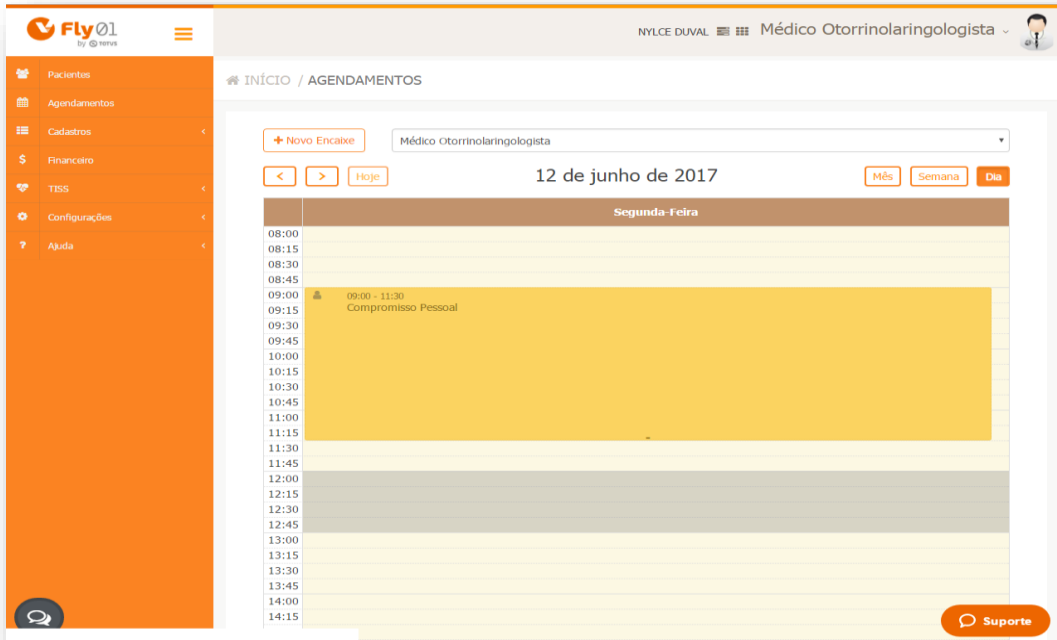 Fly01
by TOTVS
NYLCE DUVAL Médico Otorrinolaringologista
Pacientes
Agendamentos
Cadastros
Financeiro
TISS
Configurações
Ajuda
INÍCIO / AGENDAMENTOS
+ Novo Encaixe
Médico Otorrinolaringologista
< > Hoje
12 de junho de 2017
Mês Semana Dia
Segunda-Feira
08:00
08:15
08:30
08:45
09:00 09:00 - 11:30
09:15 Compromisso Pessoal
09:30
09:45
10:00
10:15
10:30
10:45
11:00
11:15
11:30
11:45
12:00
12:15
12:30
12:45
13:00
13:15
13:30
13:45
14:00
14:15
Suporte